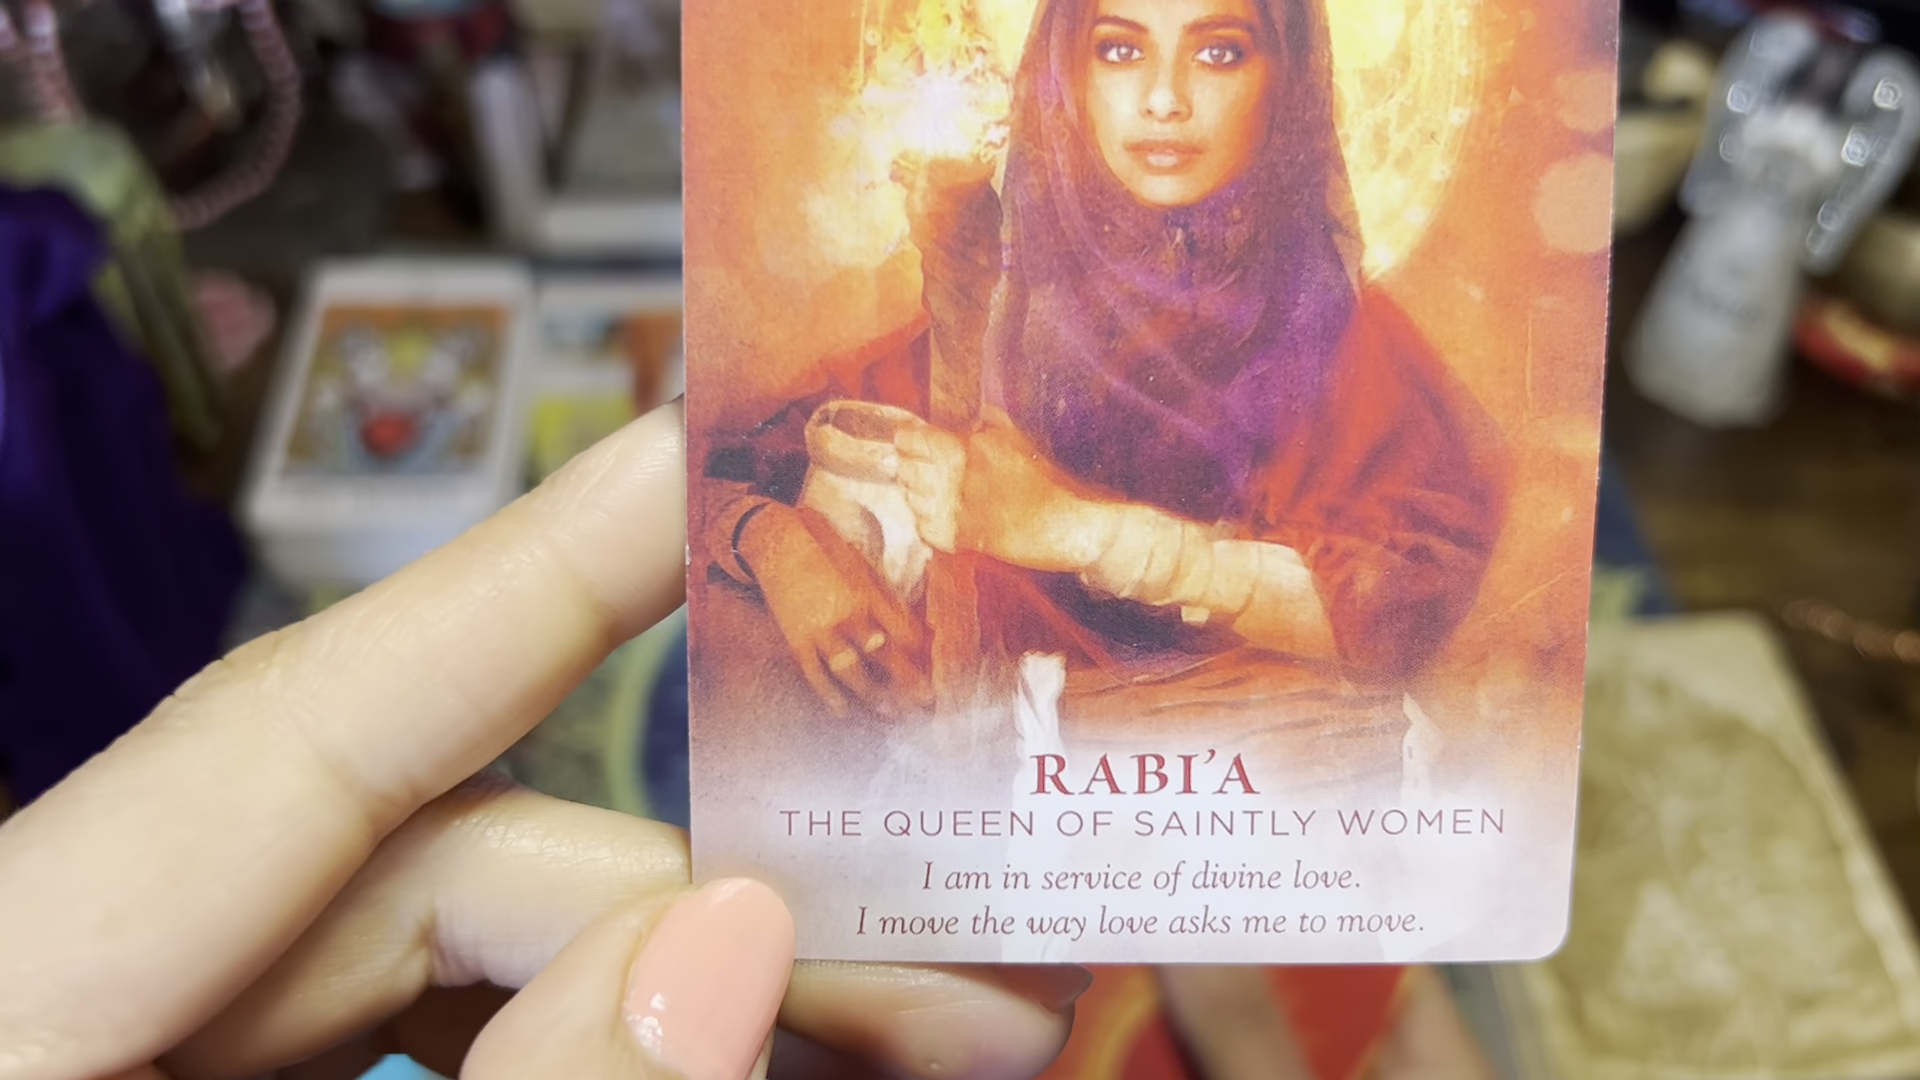 RABI'A
THE QUEEN OF SAINTLY WOMEN
I am in service of divine love.
I move the way love asks me to move.